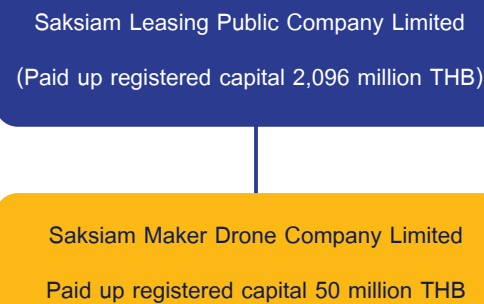 Saksiam Leasing Public Company Limited
(Paid up registered capital 2,096 million THB)
Saksiam Maker Drone Company Limited
Paid up registered capital 50 million THB